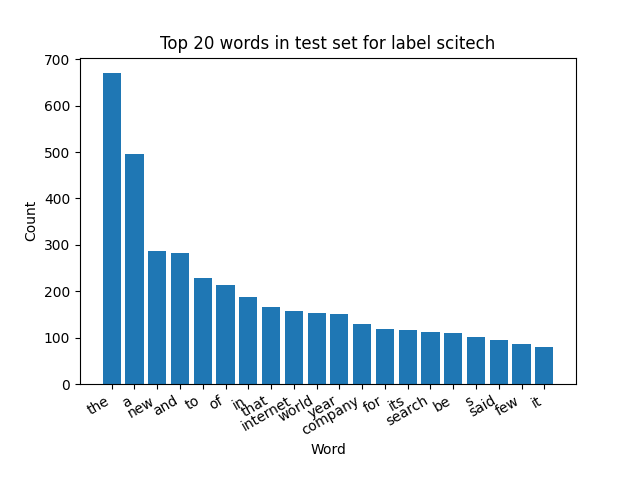 Top 20 words in test set for label scitech
700
600
500
400
300
200
100
0
Count
the
a
new
and
to
of
in
that
internet
world
year
company
for
its
search
be
s
said
few
it
Word